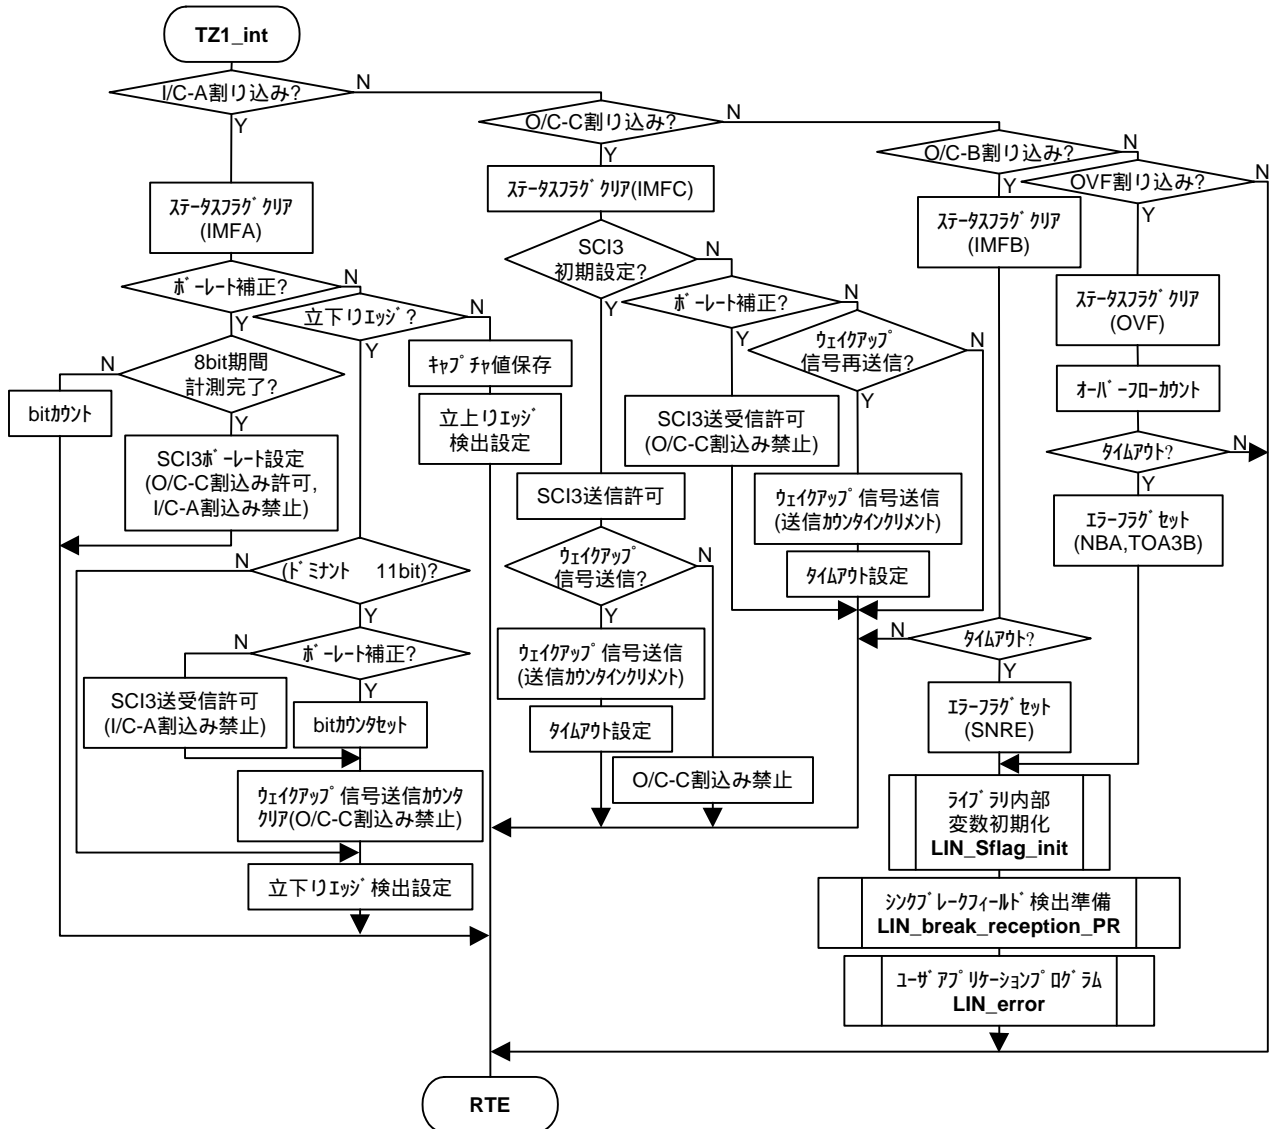 TZ1_int
I/C-A割り込み?
N
Y
O/C-C割り込み?
N
Y
O/C-B割り込み?
N
Y
OVF割り込み?
N
Y
ｽﾃｰﾀｽﾌﾗｸﾞｸﾘｱ
(IMFA)
ﾎﾞｰﾚｰﾄ補正?
N
Y
立下りｴｯｼﾞ?
N
Y
8bit期間
計測完了?
N
Y
bitｶｳﾝﾄ
SCI3ﾎﾞｰﾚｰﾄ設定
(O/C-C割込み許可,
I/C-A割込み禁止)
ｷｬﾌﾟﾁｬ値保存
立上りｴｯｼﾞ
検出設定
(ﾄﾞﾐﾅﾝﾄ 11bit)?
N
Y
ﾎﾞｰﾚｰﾄ補正?
N
Y
SCI3送受信許可
(I/C-A割込み禁止)
bitｶｳﾝﾀｾｯﾄ
ｳｪｲｸｱｯﾌﾟ信号送信ｶｳﾝﾀ
ｸﾘｱ(O/C-C割込み禁止)
立下りｴｯｼﾞ検出設定
ｽﾃｰﾀｽﾌﾗｸﾞｸﾘｱ(IMFC)
SCI3
初期設定?
N
Y
ﾎﾞｰﾚｰﾄ補正?
N
Y
ｳｪｲｸｱｯﾌﾟ
信号再送信?
N
Y
SCI3送受信許可
(O/C-C割込み禁止)
SCI3送信許可
ｳｪｲｸｱｯﾌﾟ信号送信
(送信ｶｳﾝﾀｲﾝｸﾘﾒﾝﾄ)
ﾀｲﾑｱｳﾄ設定
ｳｪｲｸｱｯﾌﾟ
信号送信?
N
Y
ｳｪｲｸｱｯﾌﾟ信号送信
(送信ｶｳﾝﾀｲﾝｸﾘﾒﾝﾄ)
ﾀｲﾑｱｳﾄ設定
O/C-C割込み禁止
ｽﾃｰﾀｽﾌﾗｸﾞｸﾘｱ
(IMFB)
ﾀｲﾑｱｳﾄ?
N
Y
ｴﾗｰﾌﾗｸﾞｾｯﾄ
(SNRE)
ｽﾃｰﾀｽﾌﾗｸﾞｸﾘｱ
(OVF)
ｵｰﾊﾞｰﾌﾛｰｶｳﾝﾄ
ﾀｲﾑｱｳﾄ?
N
Y
ｴﾗｰﾌﾗｸﾞｾｯﾄ
(NBA,TOA3B)
ﾗｲﾌﾞﾗﾘ内部
変数初期化
LIN_Sflag_init
ｼﾝｸﾌﾞﾚｰｸﾌｨｰﾙﾄﾞ検出準備
LIN_break_reception_PR
ﾕｰｻﾞｱﾌﾟﾘｹｰｼｮﾝﾌﾟﾛｸﾞﾗﾑ
LIN_error
RTE